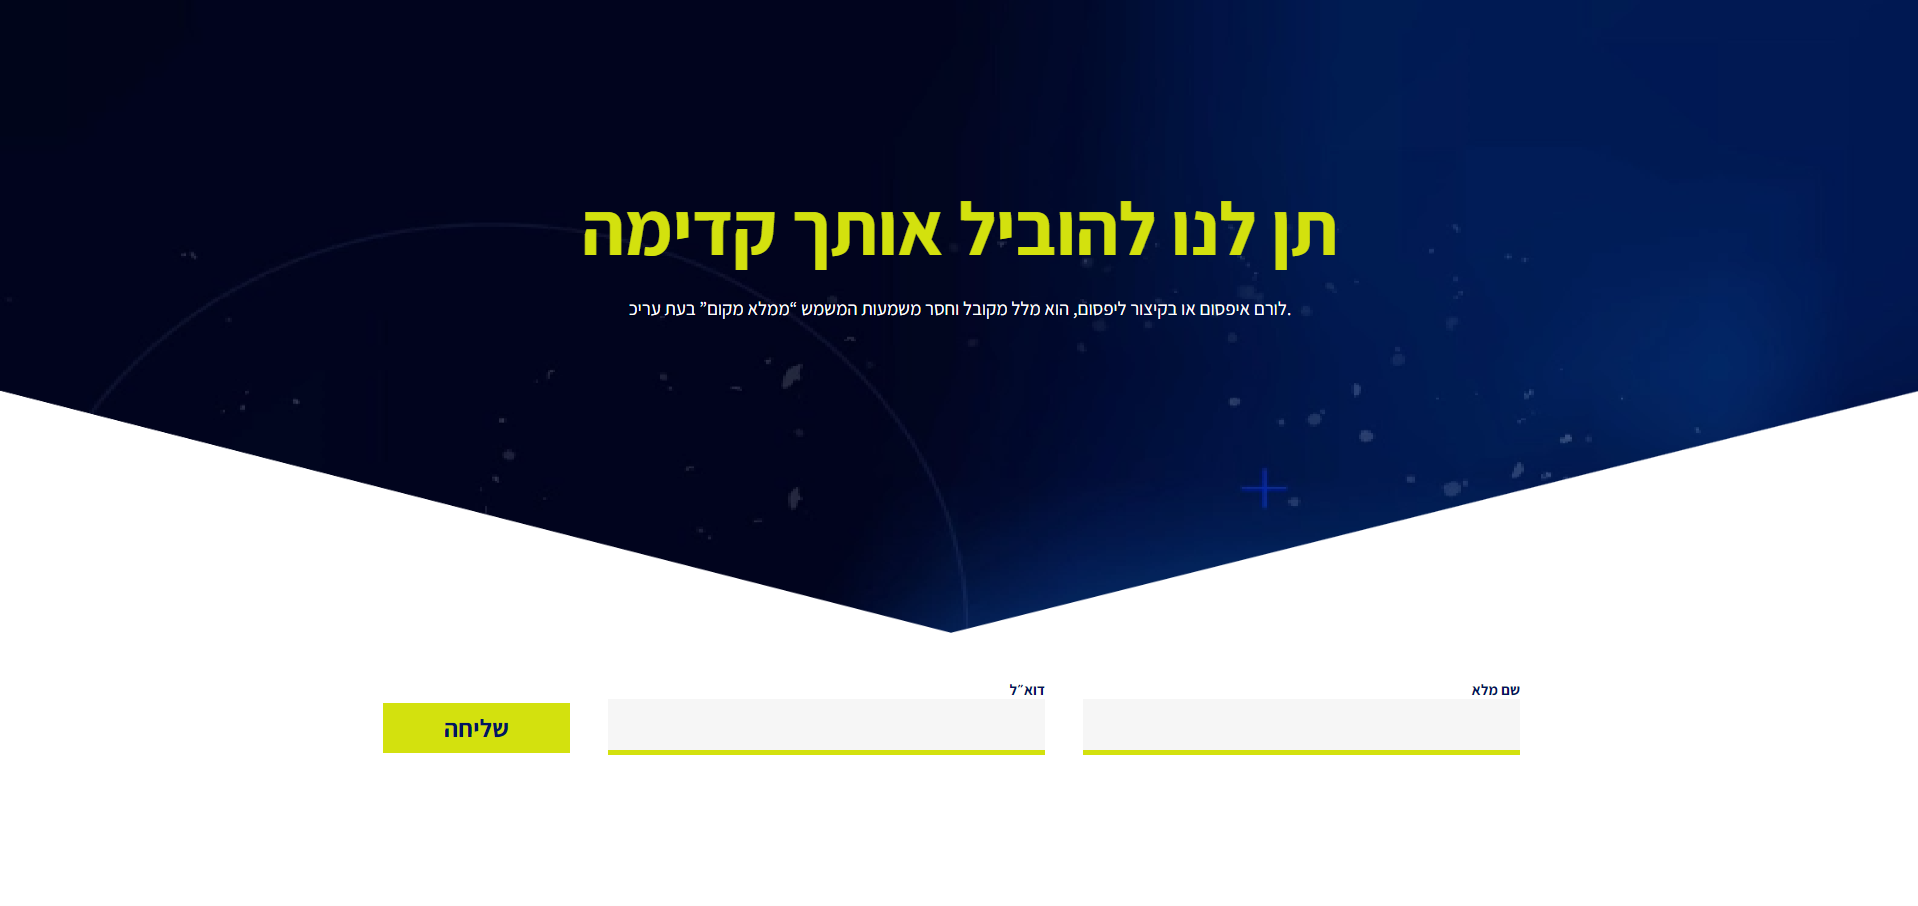 תן לנו להוביל אותך קדימה
לורם איפסום או בקיצור ליפסום, הוא מלל מקובל וחסר משמעות המשמש “ממלא מקום” בעת עריכ.
שם מלא
דוא״ל
שליחה